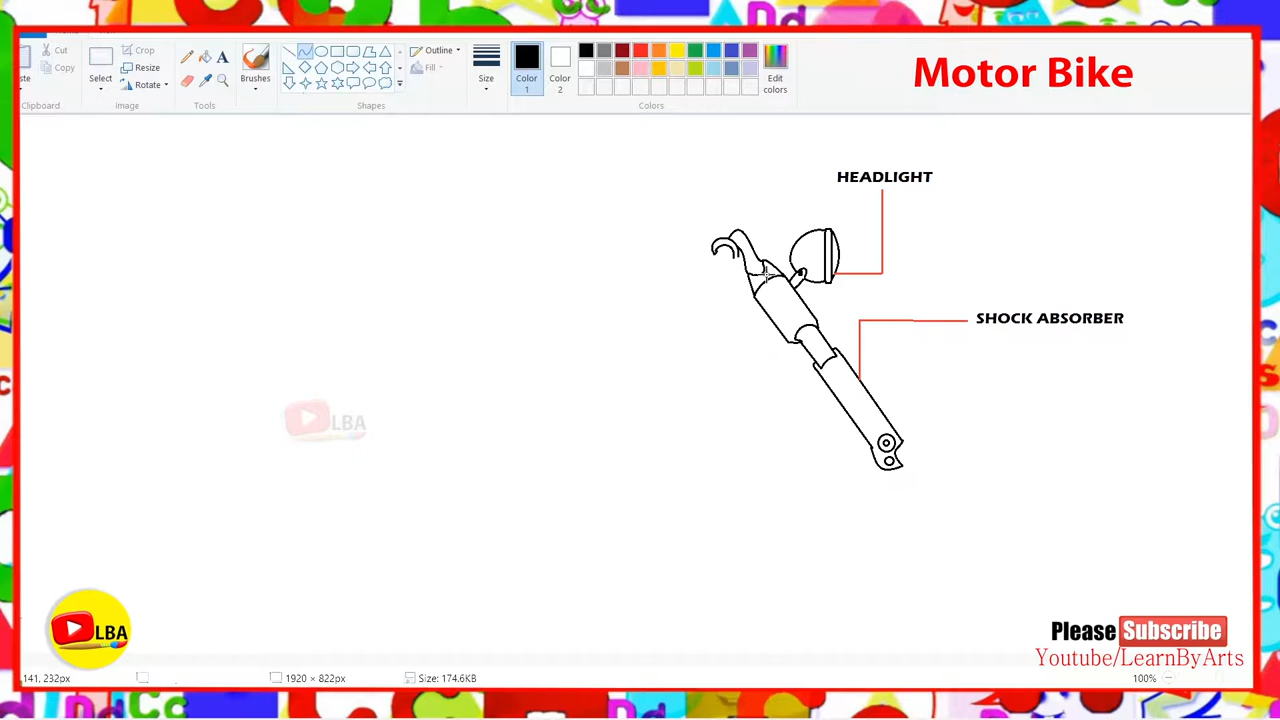 Cut
Copy
Crop
Resize
Rotate
Select
Brushes
Outline
Fill
Size
Color
1
Color
2
Edit
colors
Clipboard
Image
Tools
Shapes
Colors
Motor Bike
HEADLIGHT
SHOCK ABSORBER
LBA
LBA
Please Subscribe
Youtube/LearnByArts
141, 232px
1920 × 822px
Size: 174.6KB
100%